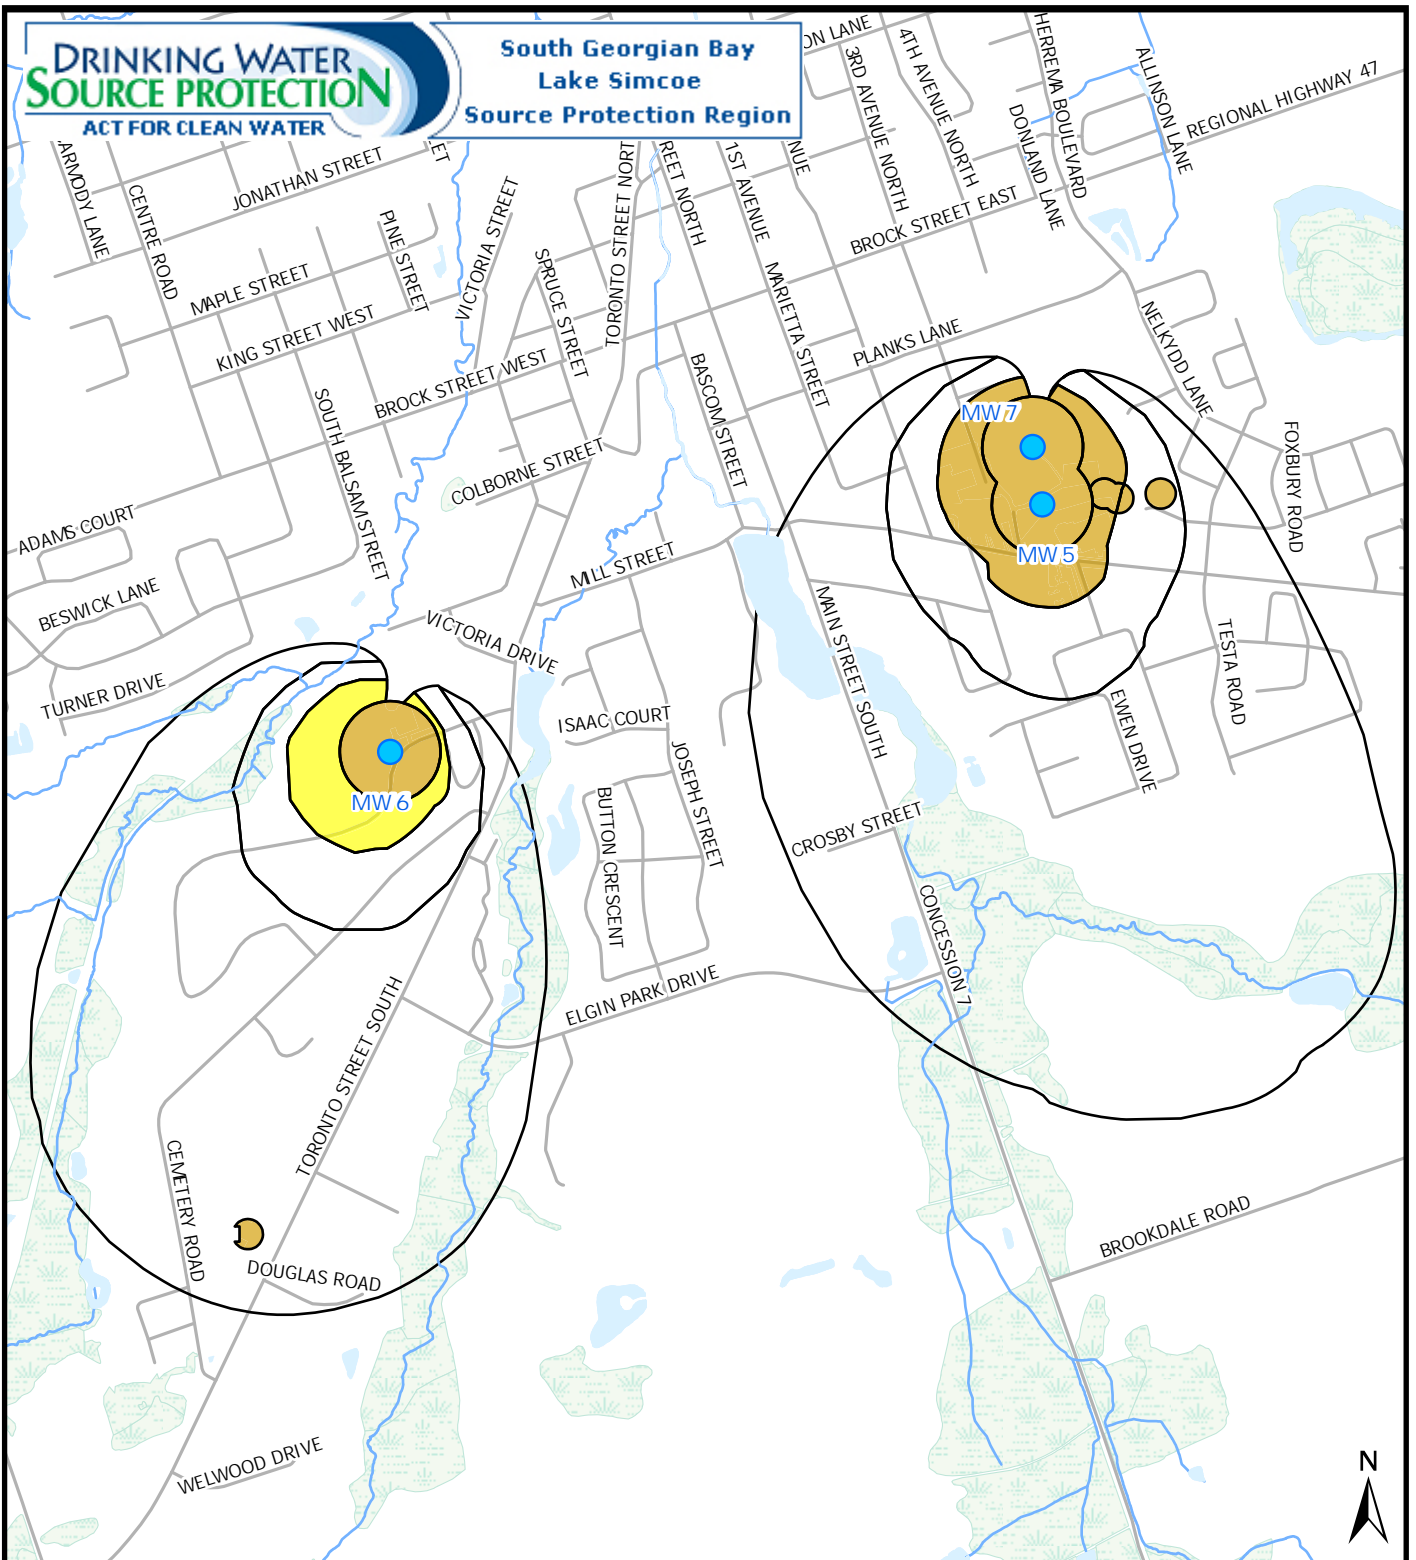 DRINKING WATER
SOURCE PROTECTION
ACT FOR CLEAN WATER
South Georgian Bay
Lake Simcoe
Source Protection Region
ON LANE
3RD AVENUE NORTH
4TH AVENUE NORTH
HERREMA BOULEVARD
ALLINSON LANE
REGIONAL HIGHWAY 47
DONLAND LANE
ARMODY LANE
CENTRE ROAD
JONATHAN STREET
ET
PINE STREET
VICTORIA STREET
SPRUCE STREET
TORONTO STREET NORT
REET NORTH
1ST AVENUE
NUE
BROCK STREET EAST
MAPLE STREET
KING STREET WEST
BROCK STREET WEST
MARIETTA STREET
PLANKS LANE
NELKYDD LANE
BASCOM STREET
SOUTH BALSAM STREET
COLBORNE STREET
MW 7
FOXBURY ROAD
ADAMS COURT
MW 5
MILL STREET
BESWICK LANE
VICTORIA DRIVE
MAIN STREET SOUTH
TESTA ROAD
TURNER DRIVE
ISAAC COURT
JOSEPH STREET
EWEN DRIVE
MW 6
BUTTON CRESCENT
CROSBY STREET
CONCESSION 7
ELGIN PARK DRIVE
TORONTO STREET SOUTH
CEMETERY ROAD
DOUGLAS ROAD
BROOKDALE ROAD
WELWOOD DRIVE
N